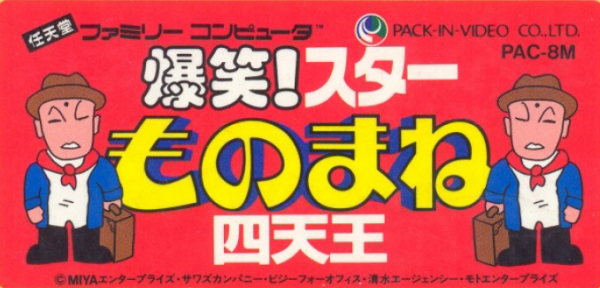 任天堂 ファミリー コンピュータ™ PACK-IN-VIDEO CO.,LTD.
PAC-8M
爆笑!スター
ものまね
四天王
©MIYAエンタープライズ・サワズカンパニー・ビジーフォーオフィス・清水エージェンシー・モトエンタープライズ